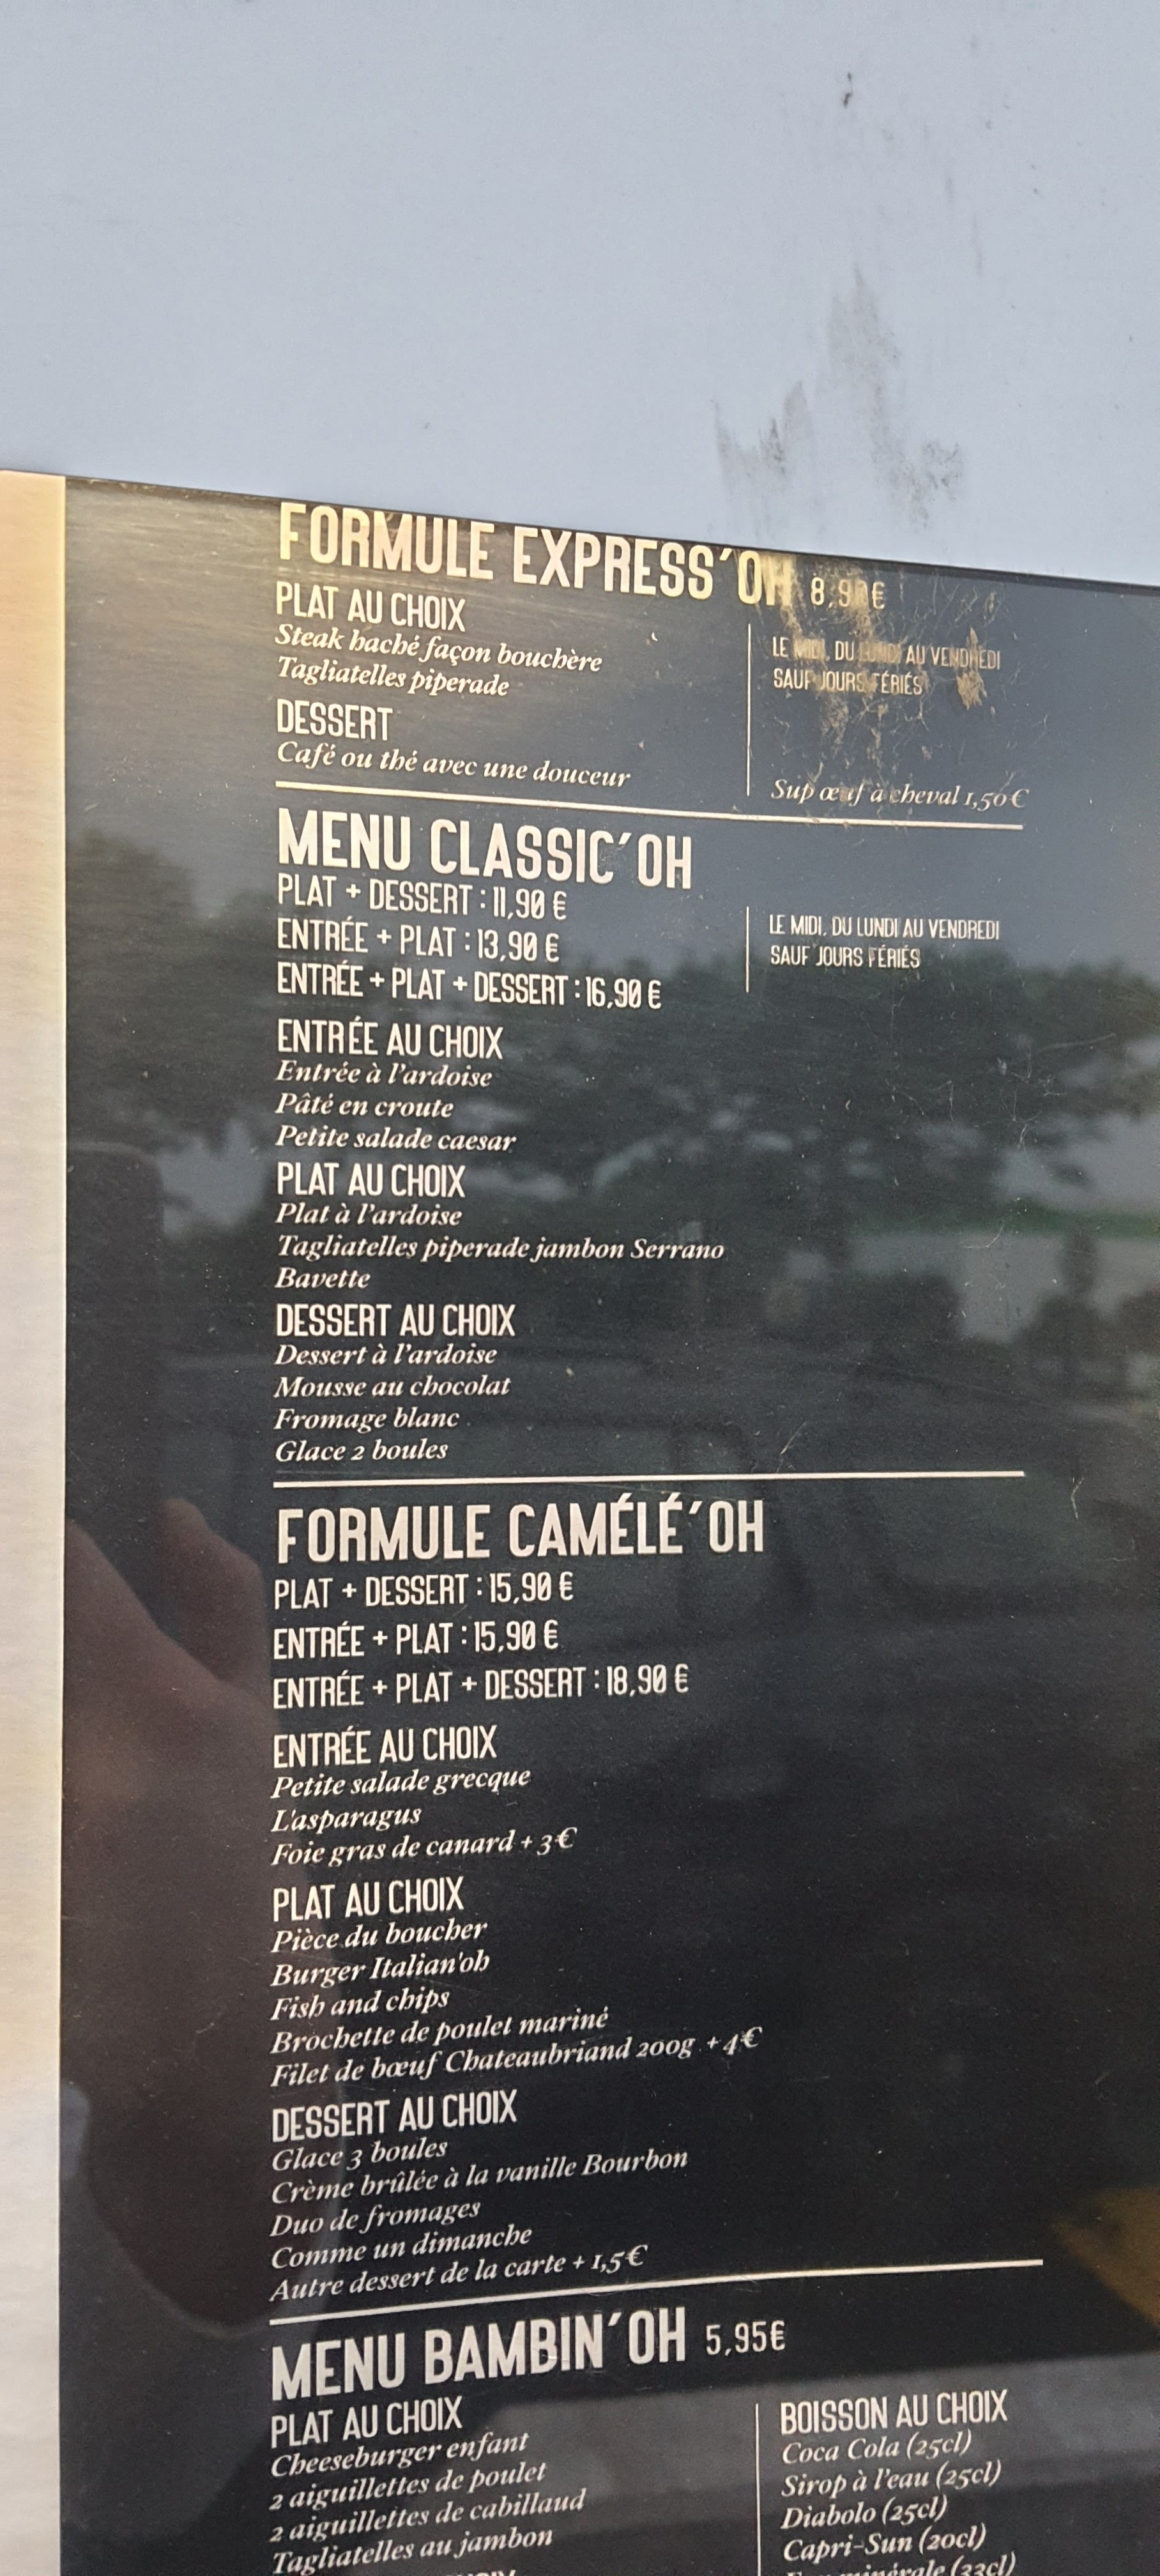 FORMULE EXPRESS'OH 8,90€
PLAT AU CHOIX
Steak haché façon bouchère
Tagliatelles piperade
DESSERT
Café ou thé avec une douceur
LE MIDI, DU LUNDI AU VENDREDI
SAUF JOURS FÉRIÉS
Sup œuf à cheval 1,50€
MENU CLASSIC'OH
PLAT + DESSERT : 11,90 €
ENTRÉE + PLAT : 13,90 €
ENTRÉE + PLAT + DESSERT : 16,90 €
LE MIDI, DU LUNDI AU VENDREDI
SAUF JOURS FÉRIÉS
ENTRÉE AU CHOIX
Entrée à l'ardoise
Pâté en croute
Petite salade caesar
PLAT AU CHOIX
Plat à l'ardoise
Tagliatelles piperade jambon Serrano
Bavette
DESSERT AU CHOIX
Dessert à l'ardoise
Mousse au chocolat
Fromage blanc
Glace 2 boules
FORMULE CAMÉLÉ'OH
PLAT + DESSERT : 15,90 €
ENTRÉE + PLAT : 15,90 €
ENTRÉE + PLAT + DESSERT : 18,90 €
ENTRÉE AU CHOIX
Petite salade grecque
L'asparagus
Foie gras de canard + 3€
PLAT AU CHOIX
Pièce du boucher
Burger Italian'oh
Fish and chips
Brochette de poulet mariné
Filet de bœuf Chateaubriand 200g + 4€
DESSERT AU CHOIX
Glace 3 boules
Crème brûlée à la vanille Bourbon
Duo de fromages
Comme un dimanche
Autre dessert de la carte + 1,5€
MENU BAMBIN'OH 5,95€
PLAT AU CHOIX
Cheeseburger enfant
2 aiguillettes de poulet
2 aiguillettes de cabillaud
Tagliatelles au jambon
BOISSON AU CHOIX
Coca Cola (25cl)
Sirop à l'eau (25cl)
Diabolo (25cl)
Capri-Sun (20cl)
(33cl)